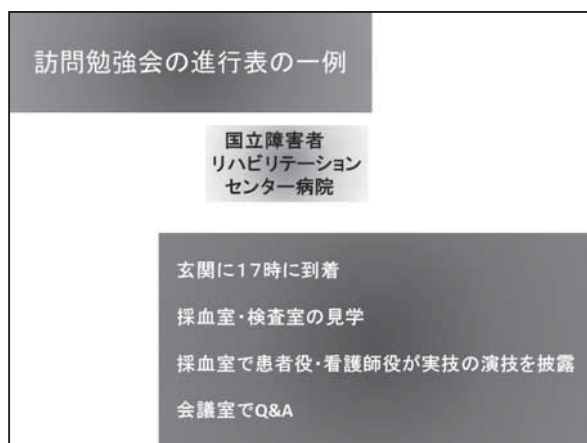 訪問勉強会の進行表の一例
国立障害者
リハビリテーション
センター病院
玄関に17時に到着
採血室・検査室の見学
採血室で患者役・看護師役が実技の演技を披露
会議室でQ&A